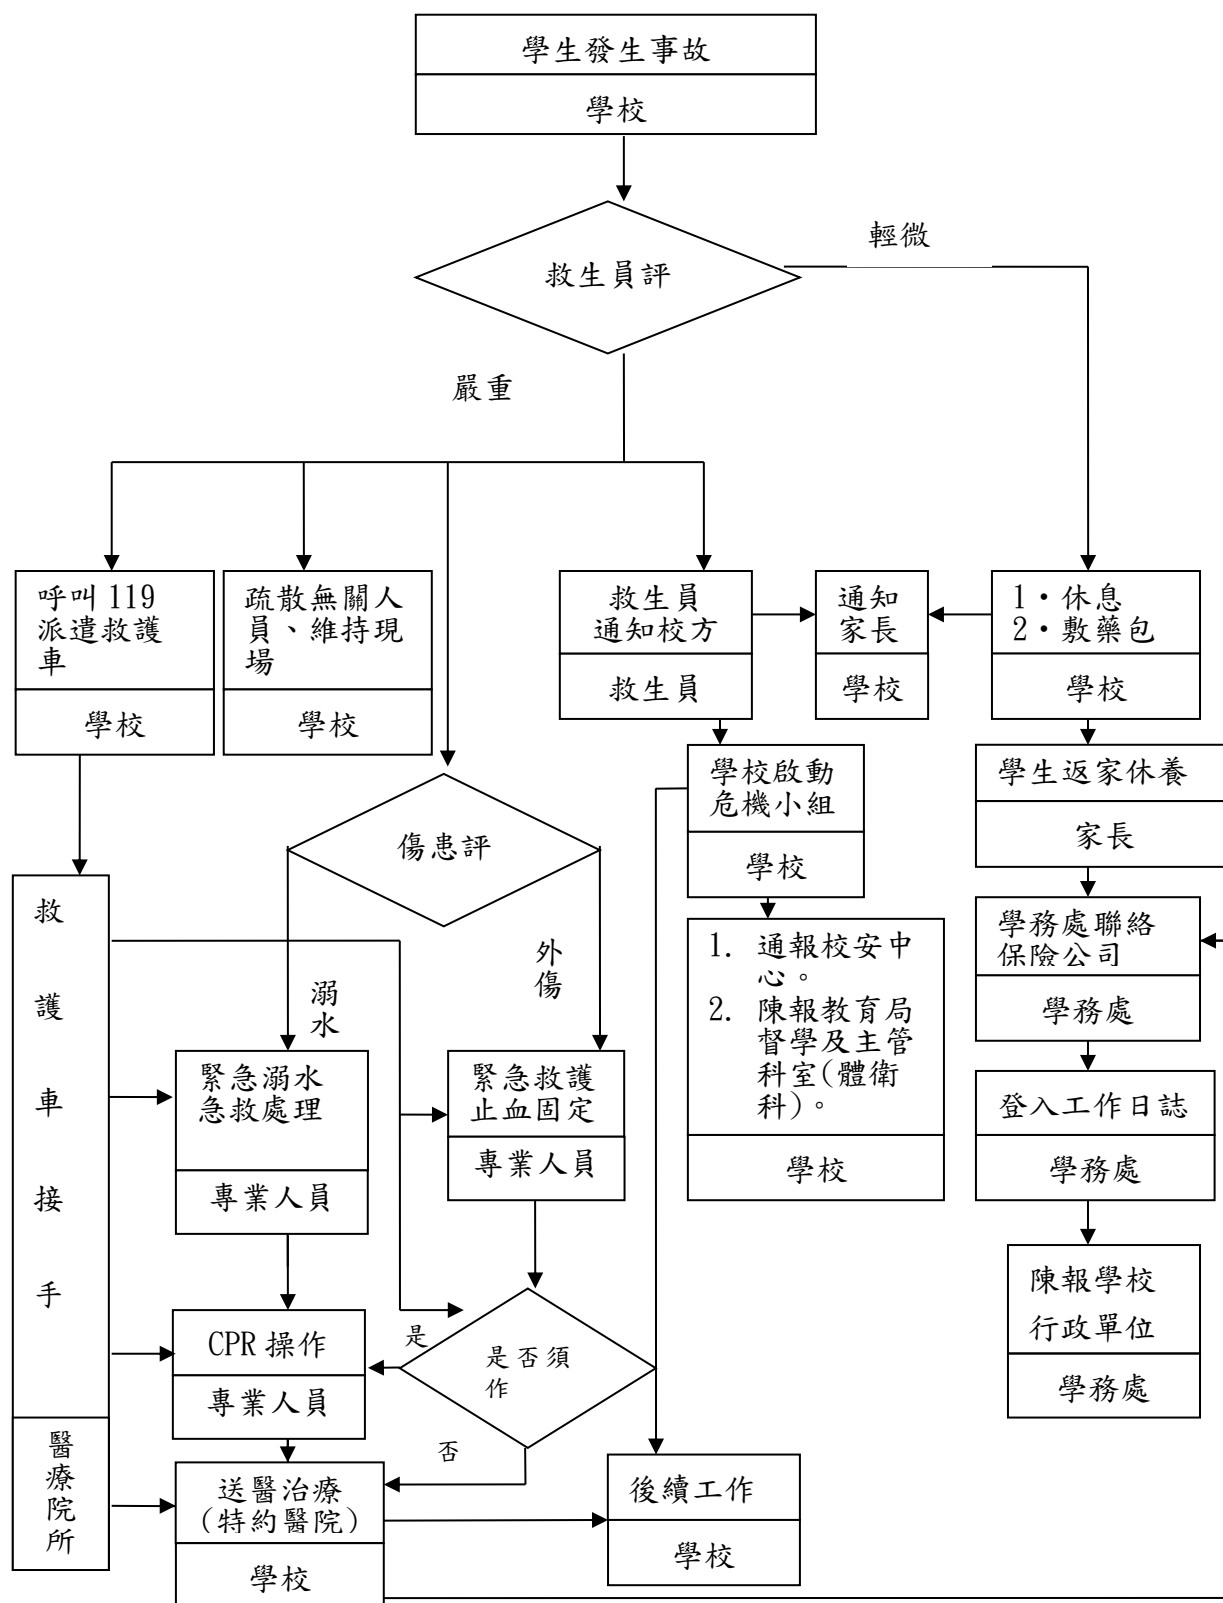 學生發生事故
學校
救生員評
輕微
嚴重
呼叫119
派遣救護
車
學校
疏散無關人
員、維持現
場
學校
救生員
通知校方
救生員
通知
家長
學校
1·休息
2·敷藥包
學校
傷患評
學校啟動
危機小組
學校
學生返家休養
家長
救
護
車
接
手
溺
水
外
傷
1. 通報校安中
心。
2. 陳報教育局
督學及主管
科室(體衛
科)。
學校
學務處聯絡
保險公司
學務處
緊急溺水
急救處理
專業人員
緊急救護
止血固定
專業人員
登入工作日誌
學務處
陳報學校
行政單位
學務處
CPR操作
專業人員
是
是否須
作
否
醫
療
院
所
送醫治療
(特約醫院)
學校
後續工作
學校